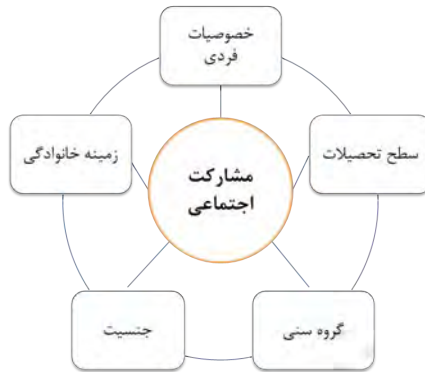 خصوصیات
فردی
سطح تحصیلات
زمینه خانوادگی
مشارکت
اجتماعی
گروه سنی
جنسیت